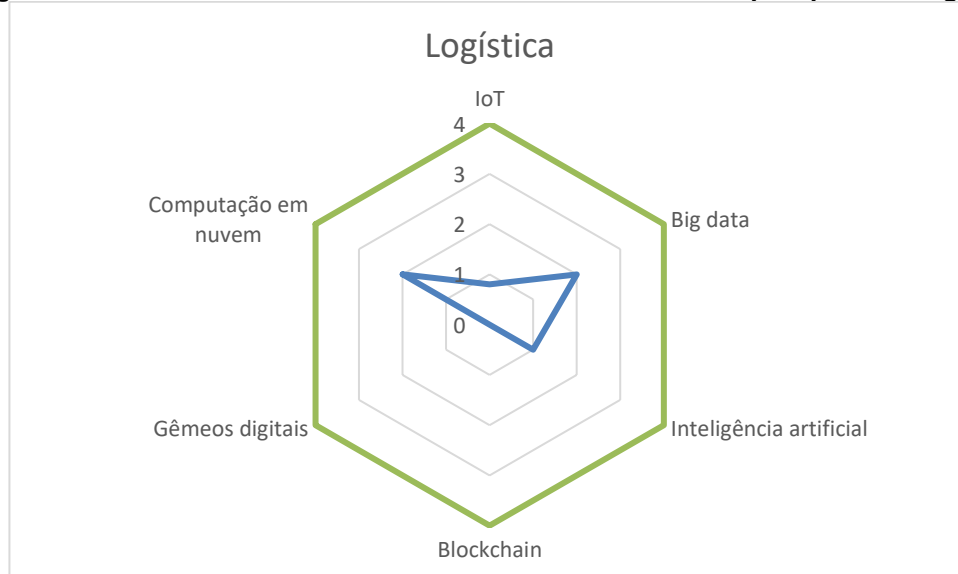 Logística
IoT
4
3
2
1
0
Computação em
nuvem
Big data
Gêmeos digitais
Inteligência artificial
Blockchain